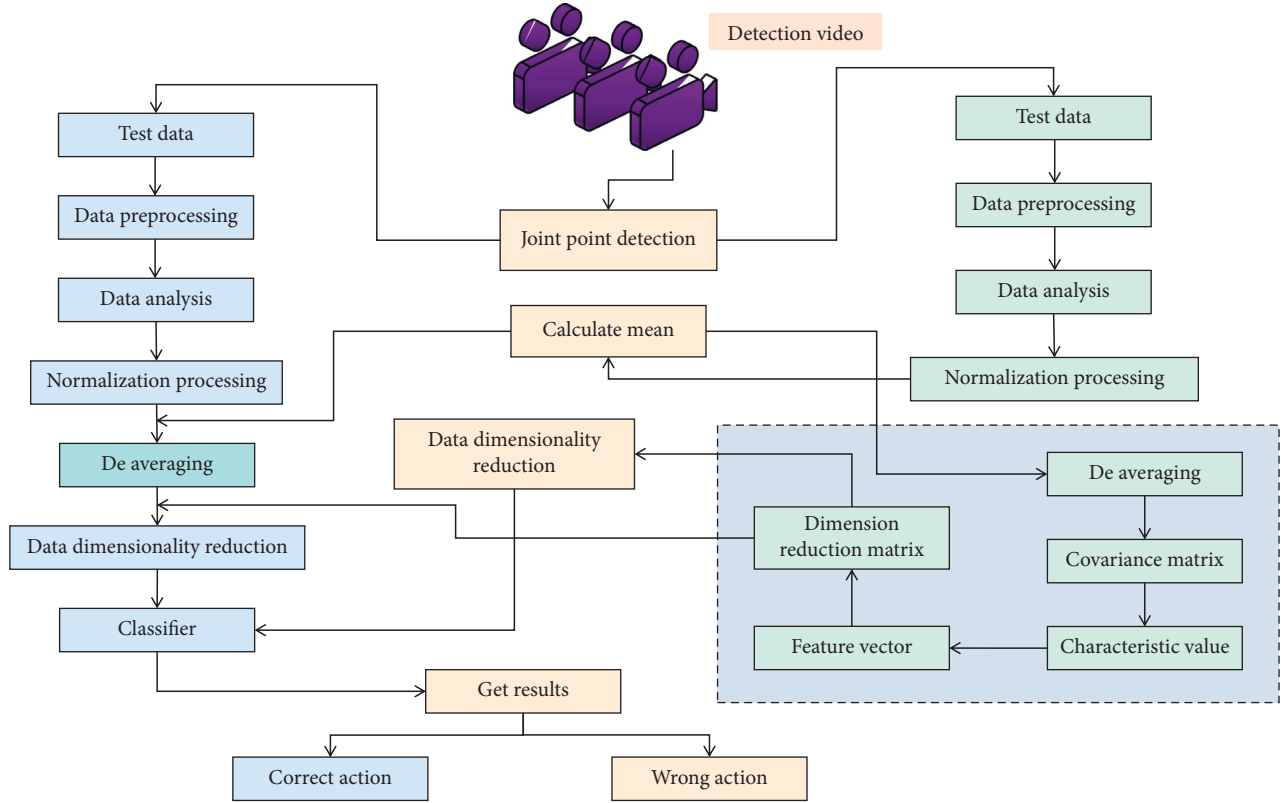 Detection video
Test data
Test data
Data preprocessing
Data preprocessing
Joint point detection
Data analysis
Data analysis
Calculate mean
Normalization processing
Normalization processing
Data dimensionality
reduction
De averaging
De averaging
Dimension
reduction matrix
Data dimensionality reduction
Covariance matrix
Classifier
Feature vector
Characteristic value
Get results
Correct action
Wrong action